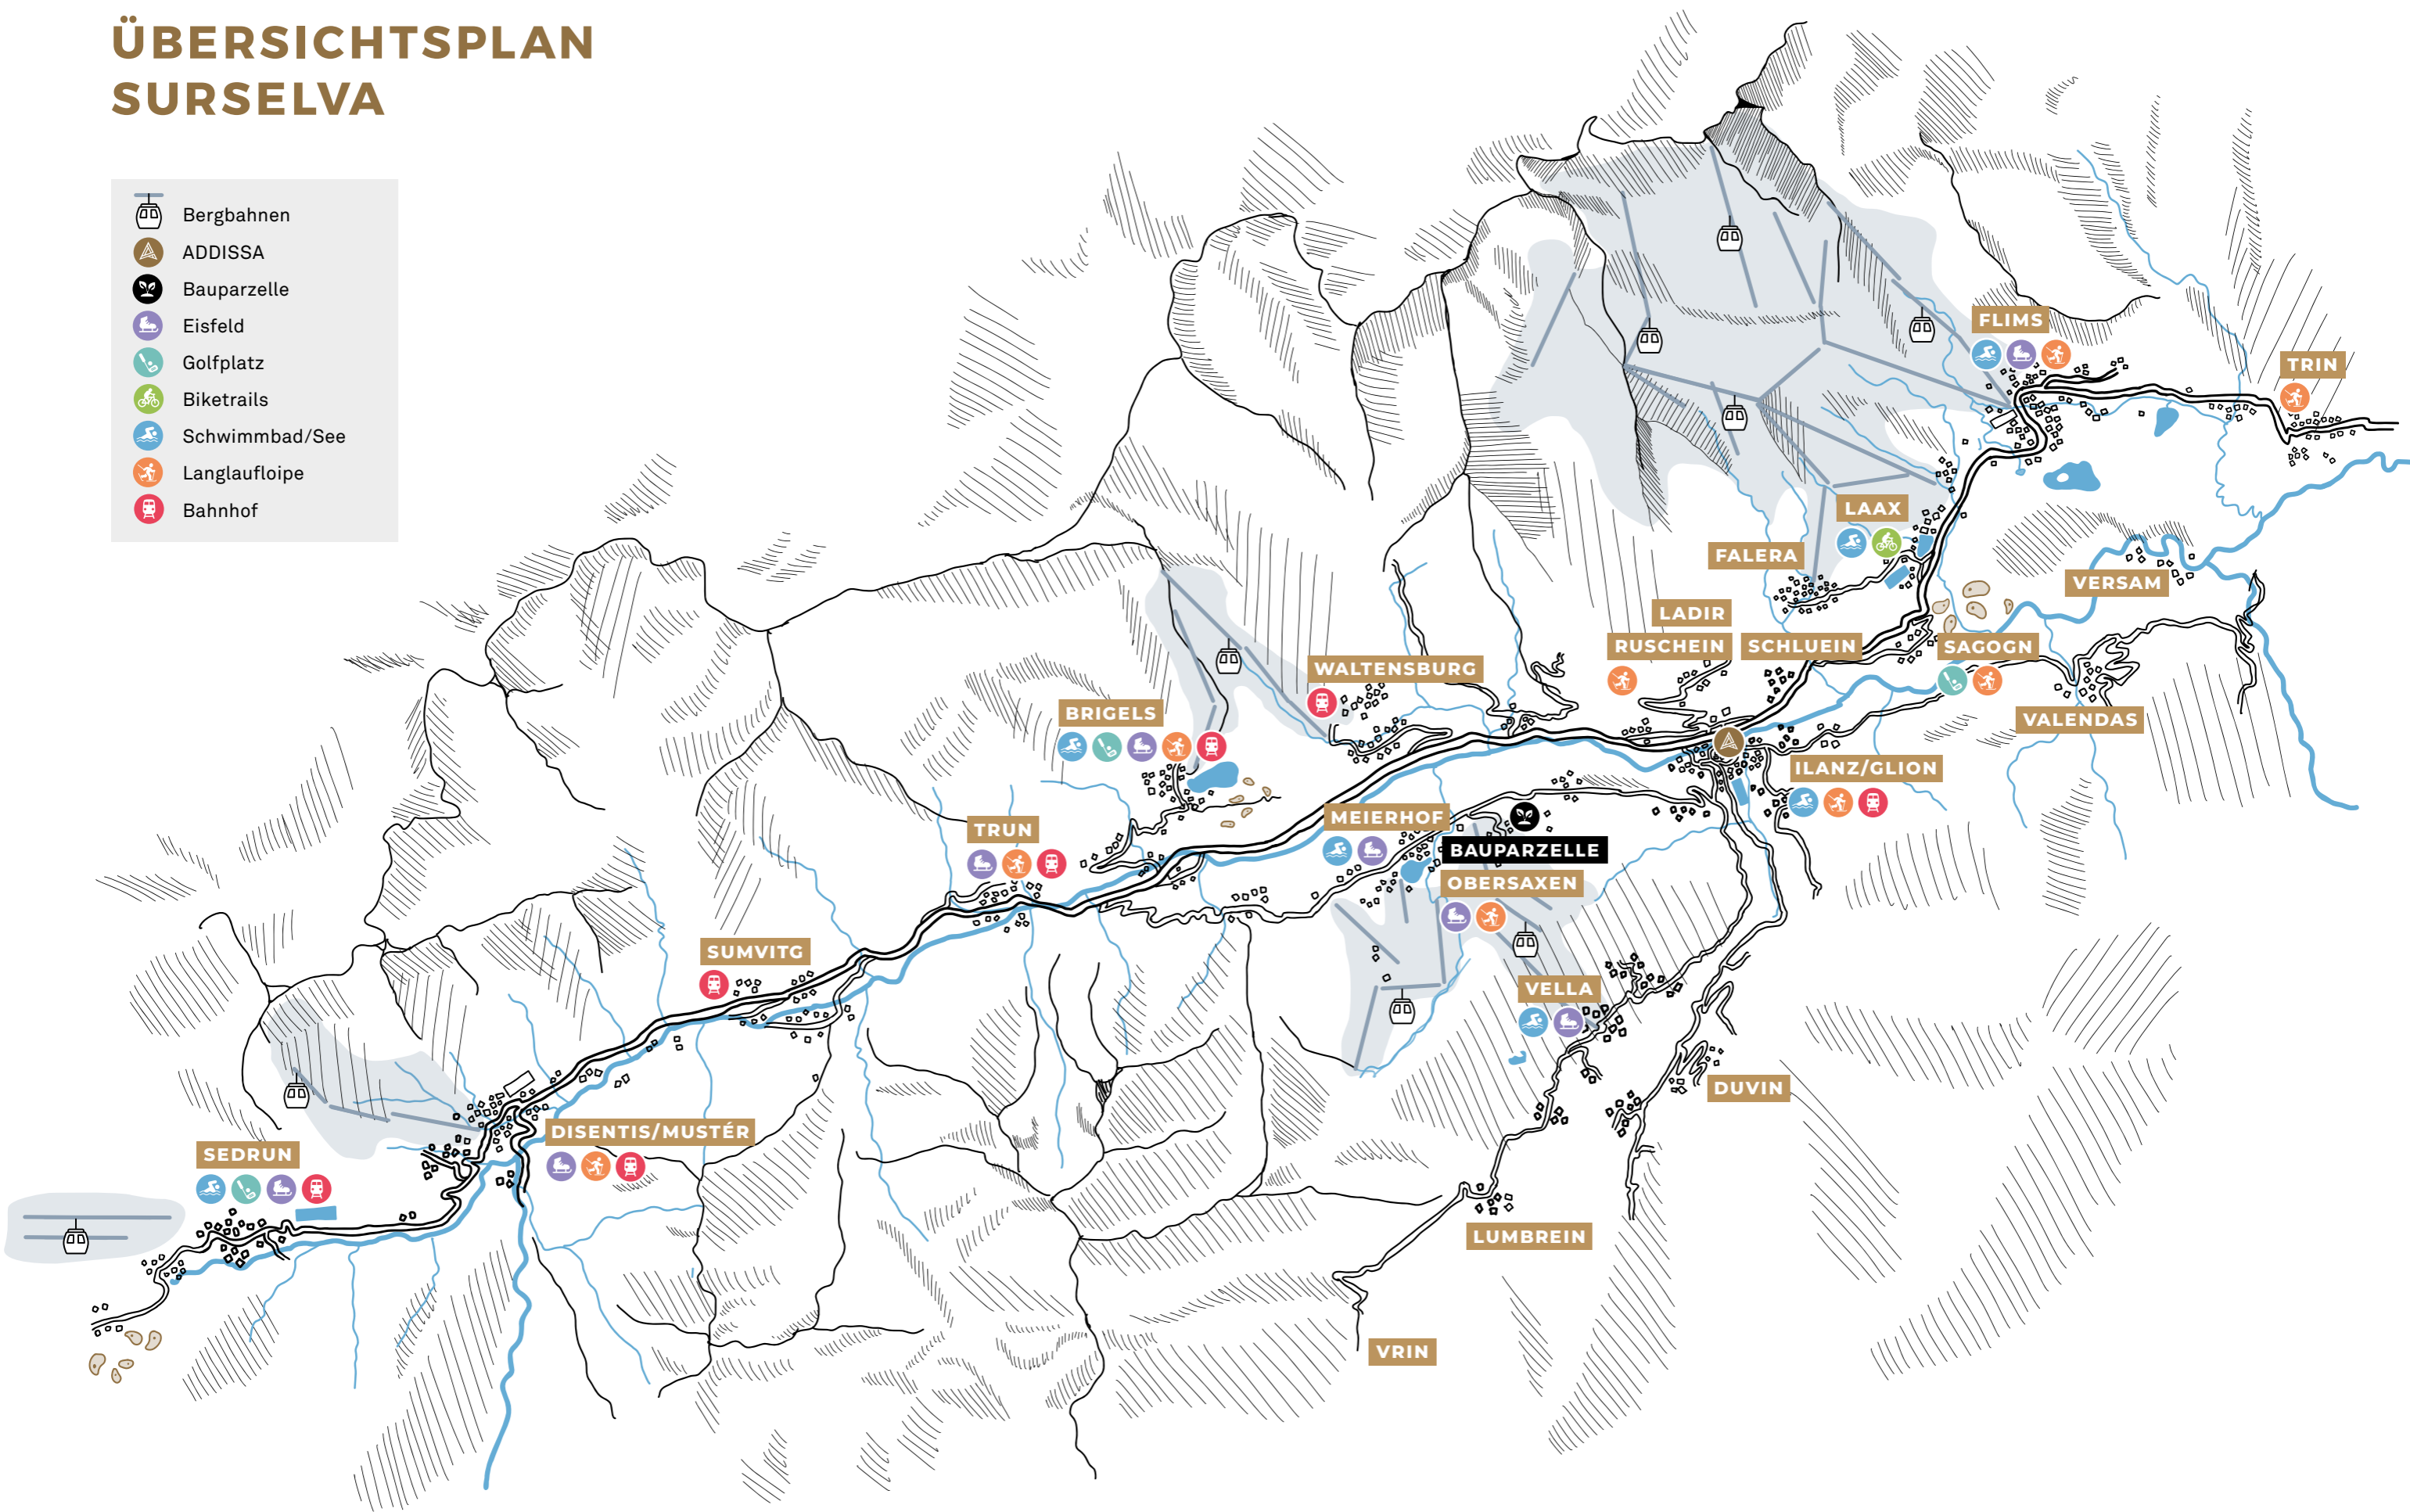 ÜBERSICHTSPLAN
SURSELVA
Bergbahnen
ADDISSA
Bauparzelle
Eisfeld
Golfplatz
Biketrails
Schwimmbad/See
Langlaufloipe
Bahnhof
FLIMS
TRIN
LAAX
FALERA
VERSAM
LADIR
RUSCHEIN
SCHLUEIN
SAGOGN
WALTENSBURG
BRIGELS
VALENDAS
ILANZ/GLION
MEIERHOF
TRUN
BAUPARZELLE
OBERSAXEN
SUMVITG
VELLA
DUVIN
DISENTIS/MUSTÉR
SEDRUN
LUMBREIN
VRIN